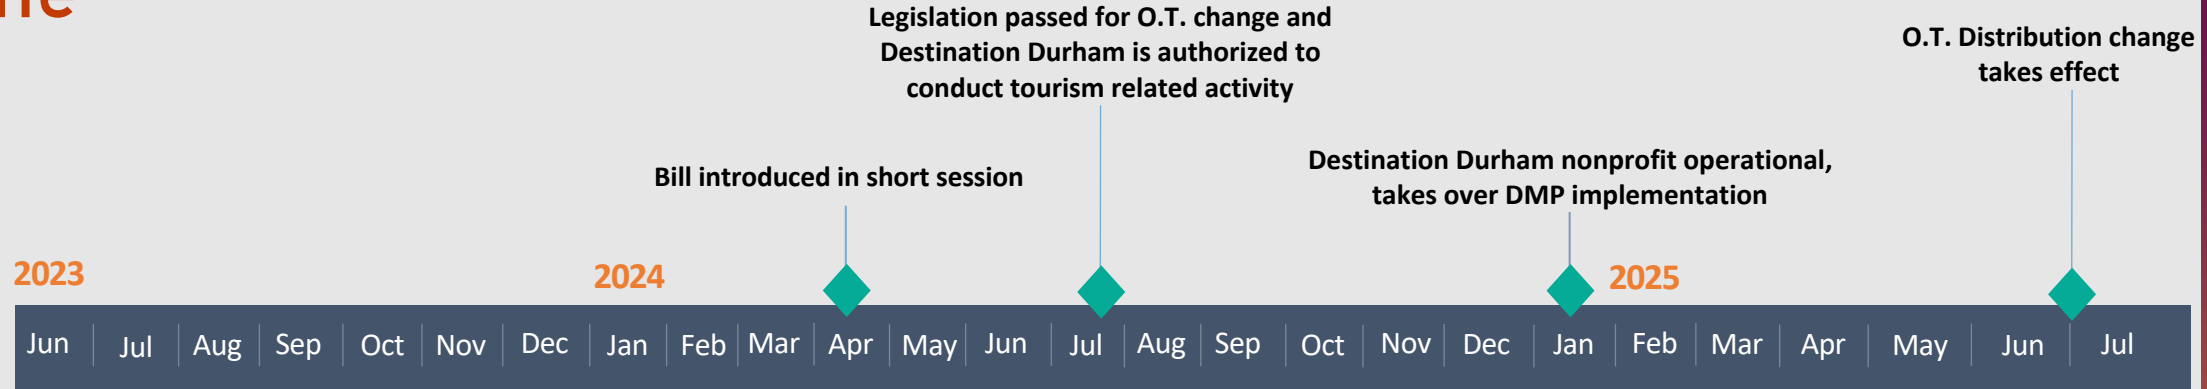 Legislation passed for O.T. change and
Destination Durham is authorized to
conduct tourism related activity
O.T. Distribution change
takes effect
Bill introduced in short session
Destination Durham nonprofit operational,
takes over DMP implementation
2023
2024
2025
Jun Jul Aug Sep Oct Nov Dec Jan Feb Mar Apr May Jun Jul Aug Sep Oct Nov Dec Jan Feb Mar Apr May Jun Jul